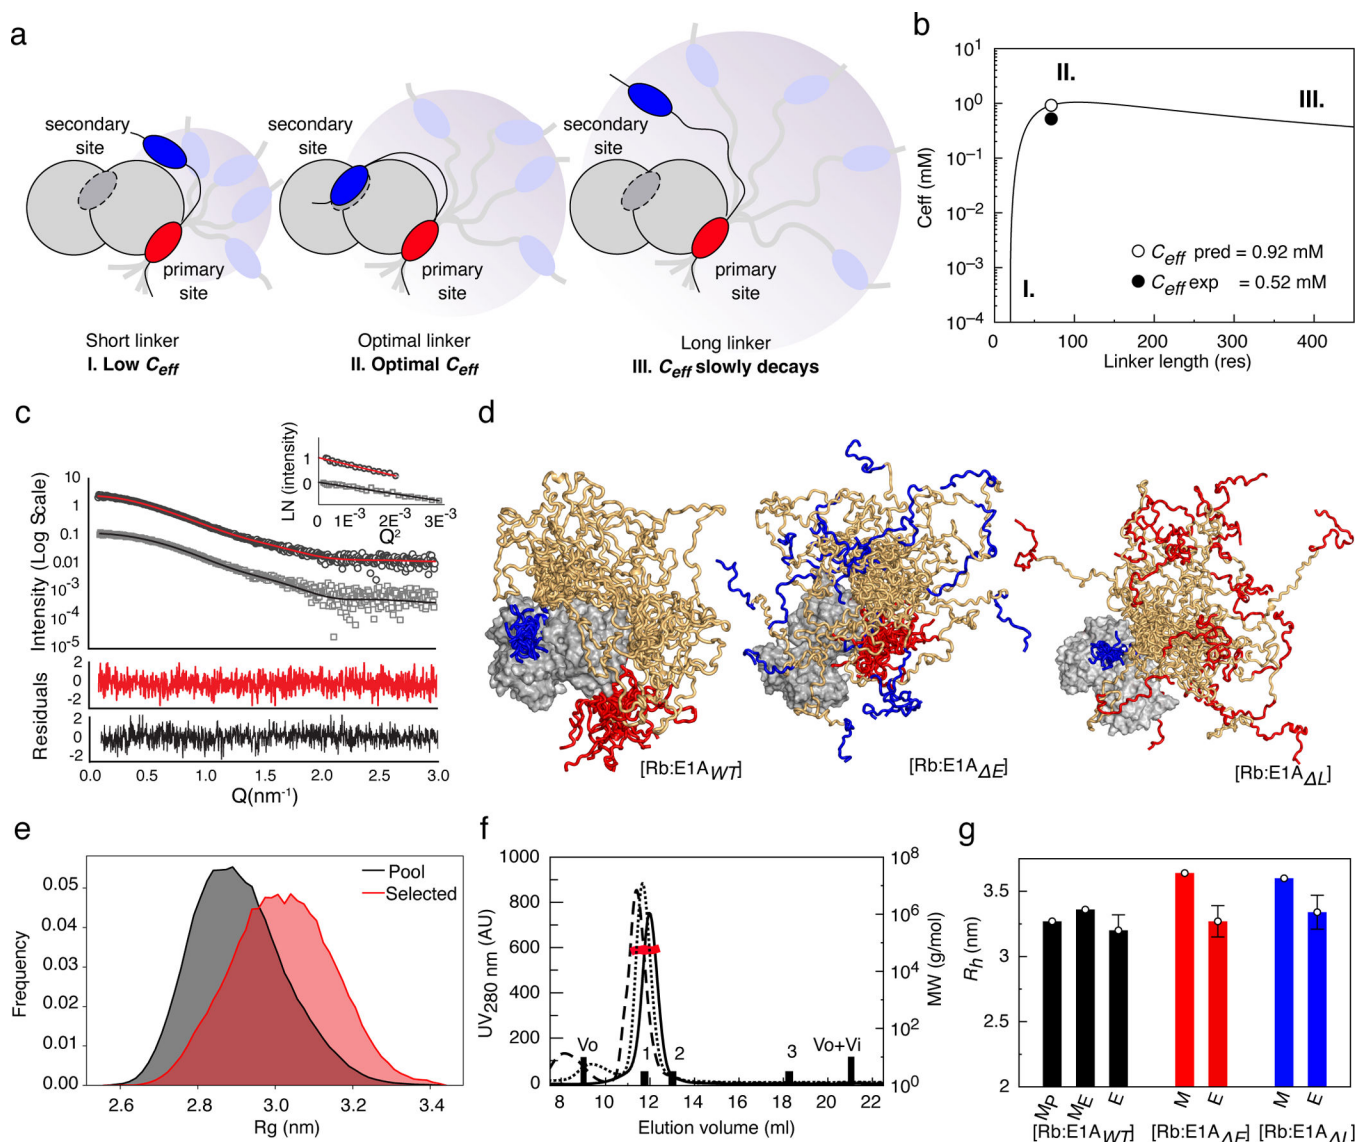 a
secondary
site
primary
site
Short linker
I. Low Ceff
secondary
site
primary
site
Optimal linker
II. Optimal Ceff
secondary
site
primary
site
Long linker
III. Ceff slowly decays
b
10^1
10^0
10^-1
10^-2
10^-3
10^-4
Ceff (mM)
II.
III.
I.
Ceff pred = 0.92 mM
Ceff exp = 0.52 mM
0 100 200 300 400
Linker length (res)
c
Intensity (Log Scale)
10
1
0.1
0.01
10^-3
10^-4
10^-5
LN (intensity)
1
0
0 1E^-3 2E^-3 3E^-3
Q^2
Residuals
2
0
-2
2
0
-2
0.0 0.5 1.0 1.5 2.0 2.5 3.0
Q(nm^-1)
d
[Rb:E1AWT]
[Rb:E1AΔE]
[Rb:E1AΔL]
e
Frequency
0.05
0.04
0.03
0.02
0.01
0.00
Pool
Selected
2.6 2.8 3.0 3.2 3.4
Rg (nm)
f
UV280 nm (AU)
1000
900
800
700
600
500
400
300
200
100
0
MW (g/mol)
10^8
10^6
10^4
10^2
10^0
Vo 1 2 3 Vo+Vi
8 10 12 14 16 18 20 22
Elution volume (ml)
g
Rh (nm)
3.5
3
2.5
2
MP ME E M E M E
[Rb:E1AWT] [Rb:E1AΔE] [Rb:E1AΔL]